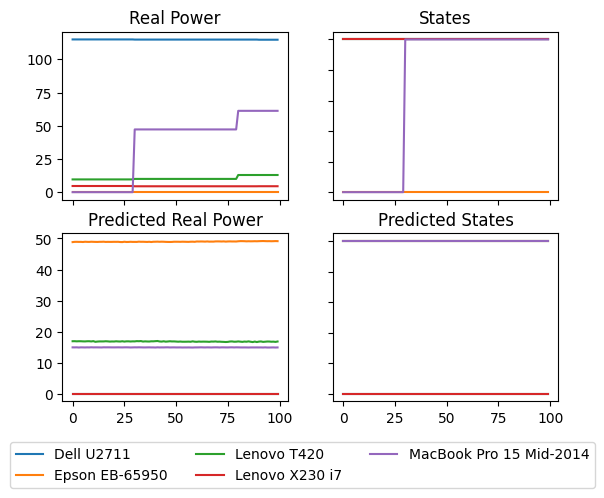 Real Power
States
100
75
50
25
0
Predicted Real Power
Predicted States
50
40
30
20
10
0
0 25 50 75 100
0 25 50 75 100
Dell U2711
Lenovo T420
MacBook Pro 15 Mid-2014
Epson EB-65950
Lenovo X230 i7